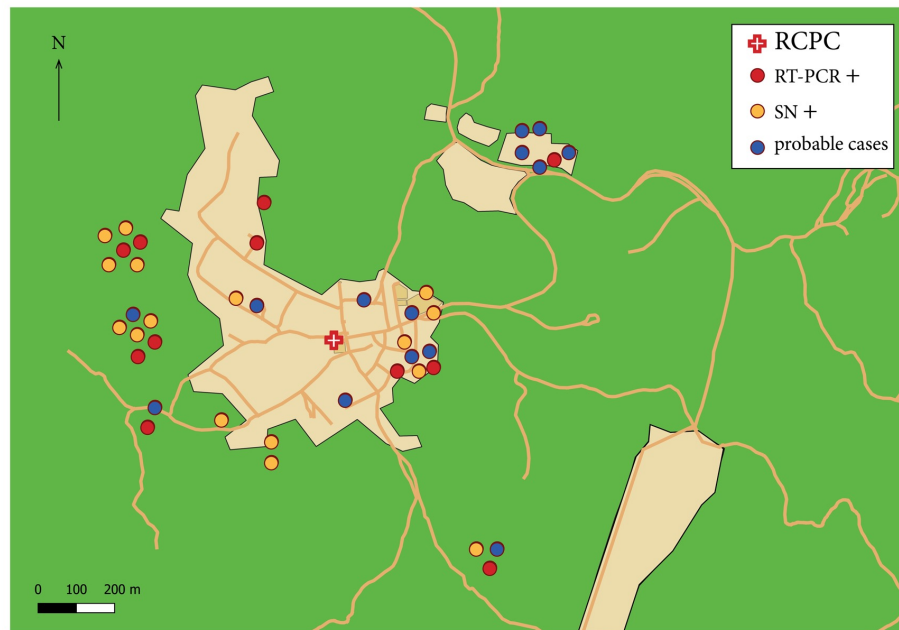 N
RCPC
RT-PCR +
SN +
probable cases
0 100 200 m